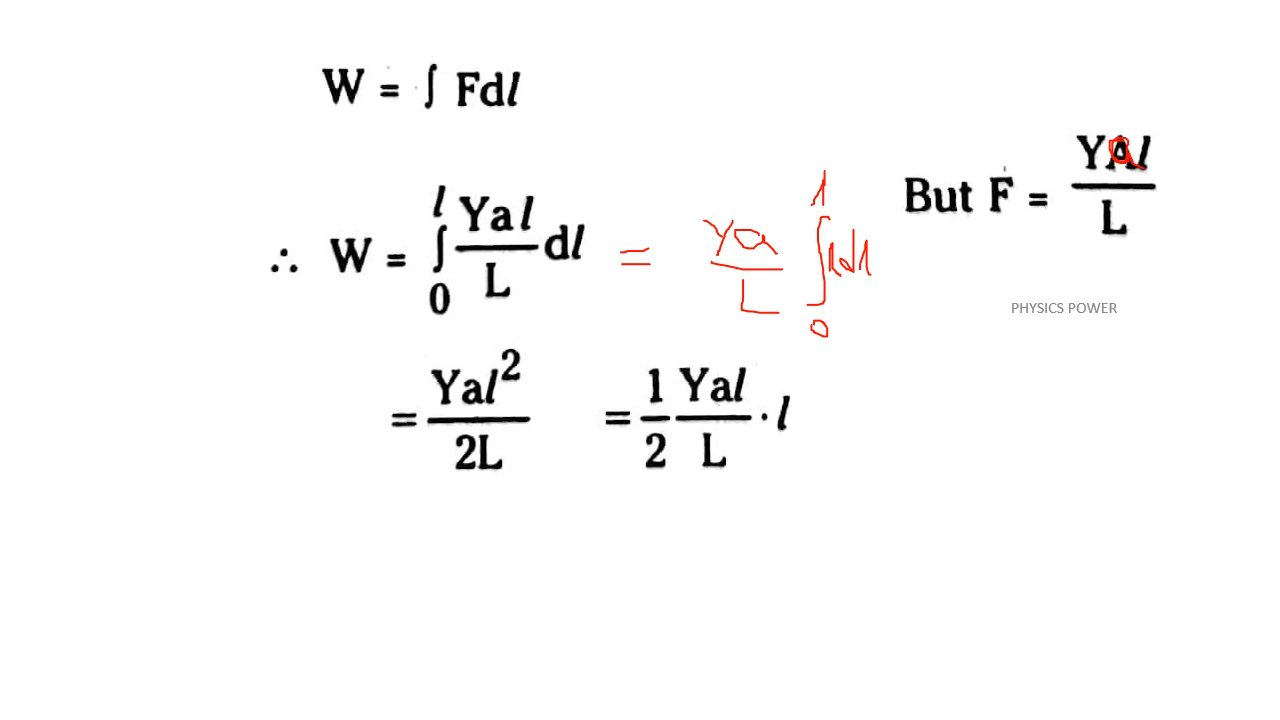 W = ∫ Fdl
But F = Yal/L
∴ W = ∫₀ˡ Yal/L dl = Ya/L ∫₀ˡ ldl
PHYSICS POWER
= Yal²/2L = 1/2 Yal/L · l